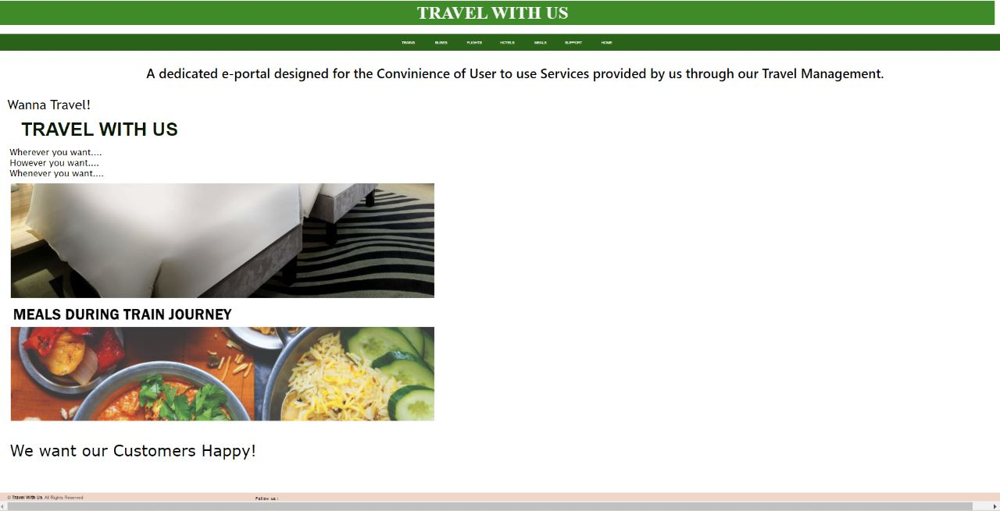 TRAVEL WITH US
TRAINS BUSES FLIGHTS HOTELS MEALS SUPPORT HOME
A dedicated e-portal designed for the Convinience of User to use Services provided by us through our Travel Management.
Wanna Travel!
TRAVEL WITH US
Wherever you want....
However you want....
Whenever you want....
MEALS DURING TRAIN JOURNEY
We want our Customers Happy!
© Travel With Us. All Rights Reserved
Follow us :